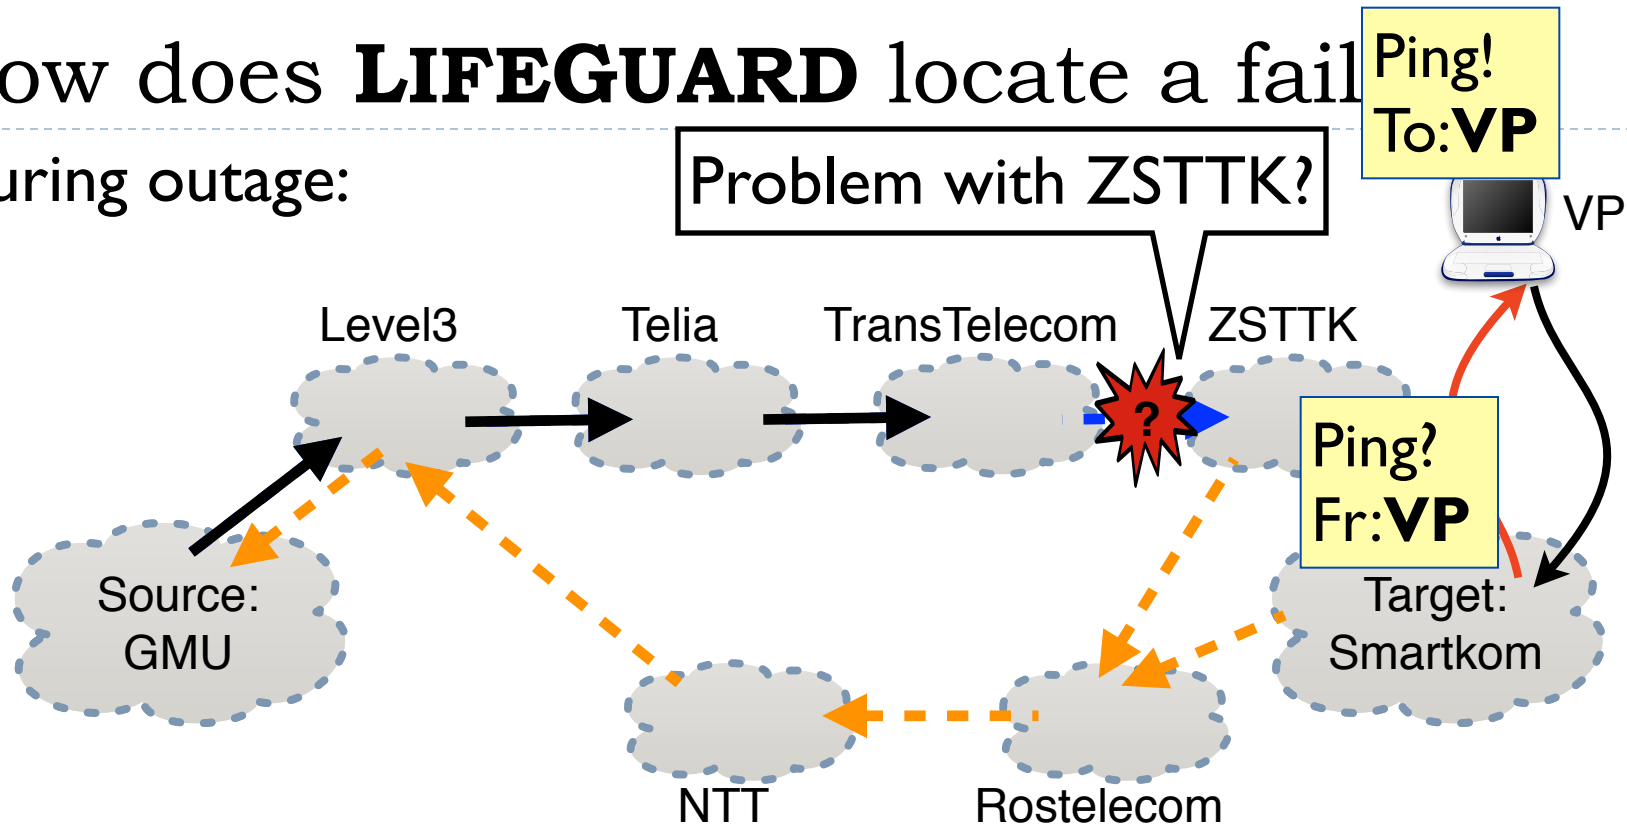 ow does LIFEGUARD locate a fail
Ping!
To:VP
uring outage:
Problem with ZSTTK?
VP
Level3
Telia
TransTelecom
ZSTTK
?
Ping?
Fr:VP
Source:
GMU
Target:
Smartkom
NTT
Rostelecom